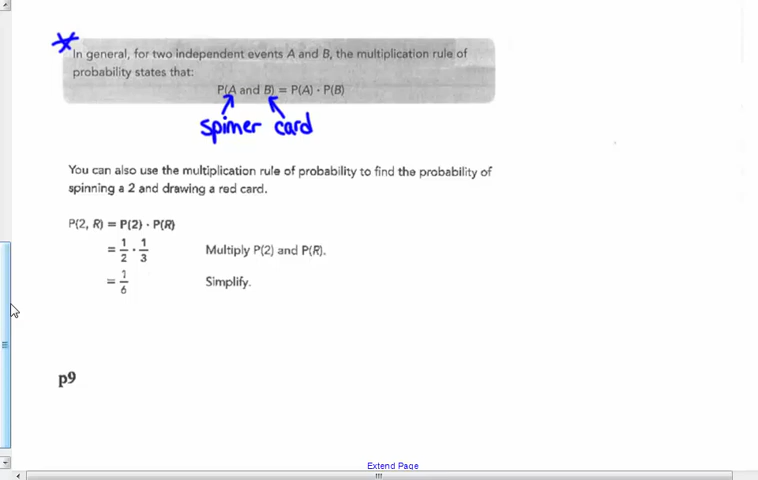 In general, for two independent events A and B, the multiplication rule of
probability states that:
P(A and B) = P(A) · P(B)
spinner card
You can also use the multiplication rule of probability to find the probability of
spinning a 2 and drawing a red card.
P(2, R) = P(2) · P(R)
= 1/2 · 1/3 Multiply P(2) and P(R).
= 1/6 Simplify.
p9
Extend Page